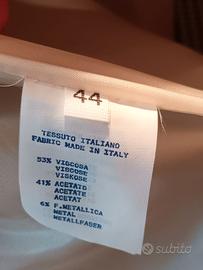 44
TESSUTO ITALIANO
FABRIC MADE IN ITALY
53% VISCOSA
VISCOSE
VISKOSE
41% ACETATO
ACETATE
ACETAT
6% F.METALLICA
METAL
METALLFASER
subito